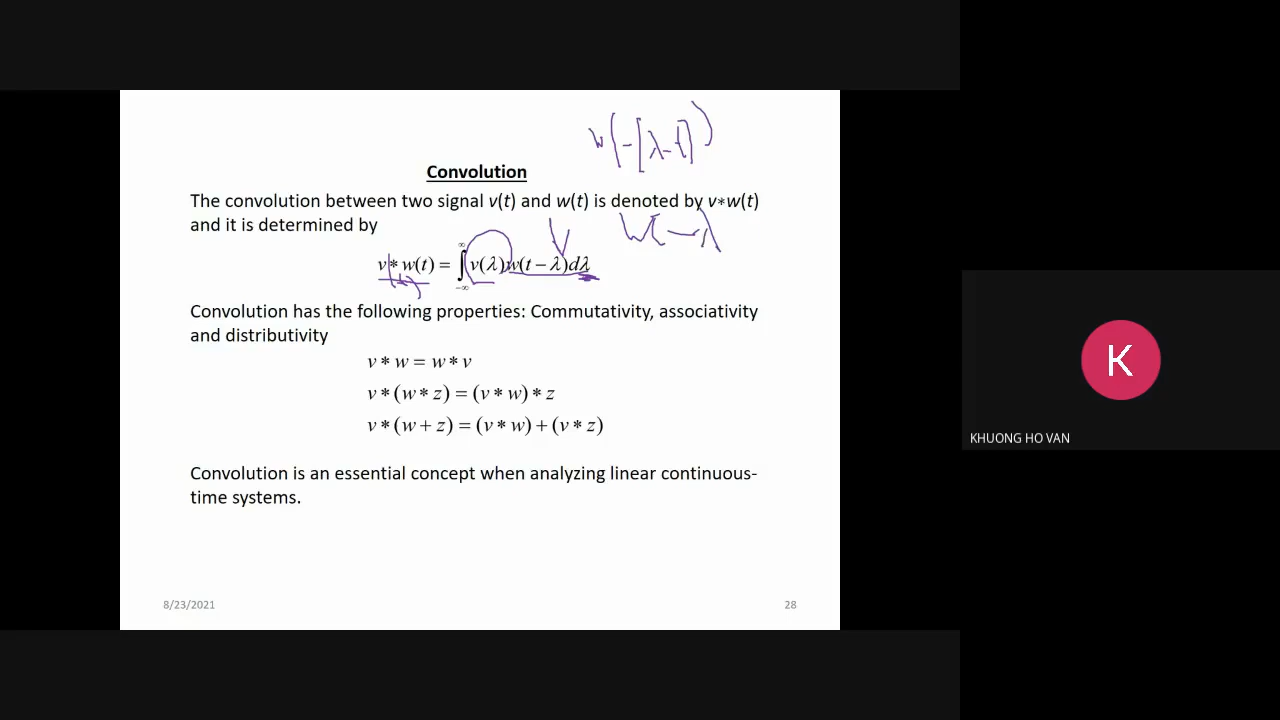 w(-[λ-t])
Convolution
The convolution between two signal v(t) and w(t) is denoted by v∗w(t)
and it is determined by
w(-λ
v ∗ w(t) = ∫_{−∞}^{∞} v(λ)w(t − λ)dλ
(t)
Convolution has the following properties: Commutativity, associativity
and distributivity
v ∗ w = w ∗ v
v ∗ (w ∗ z) = (v ∗ w) ∗ z
v ∗ (w + z) = (v ∗ w) + (v ∗ z)
Convolution is an essential concept when analyzing linear continuous-
time systems.
8/23/2021
28
K
KHUONG HO VAN